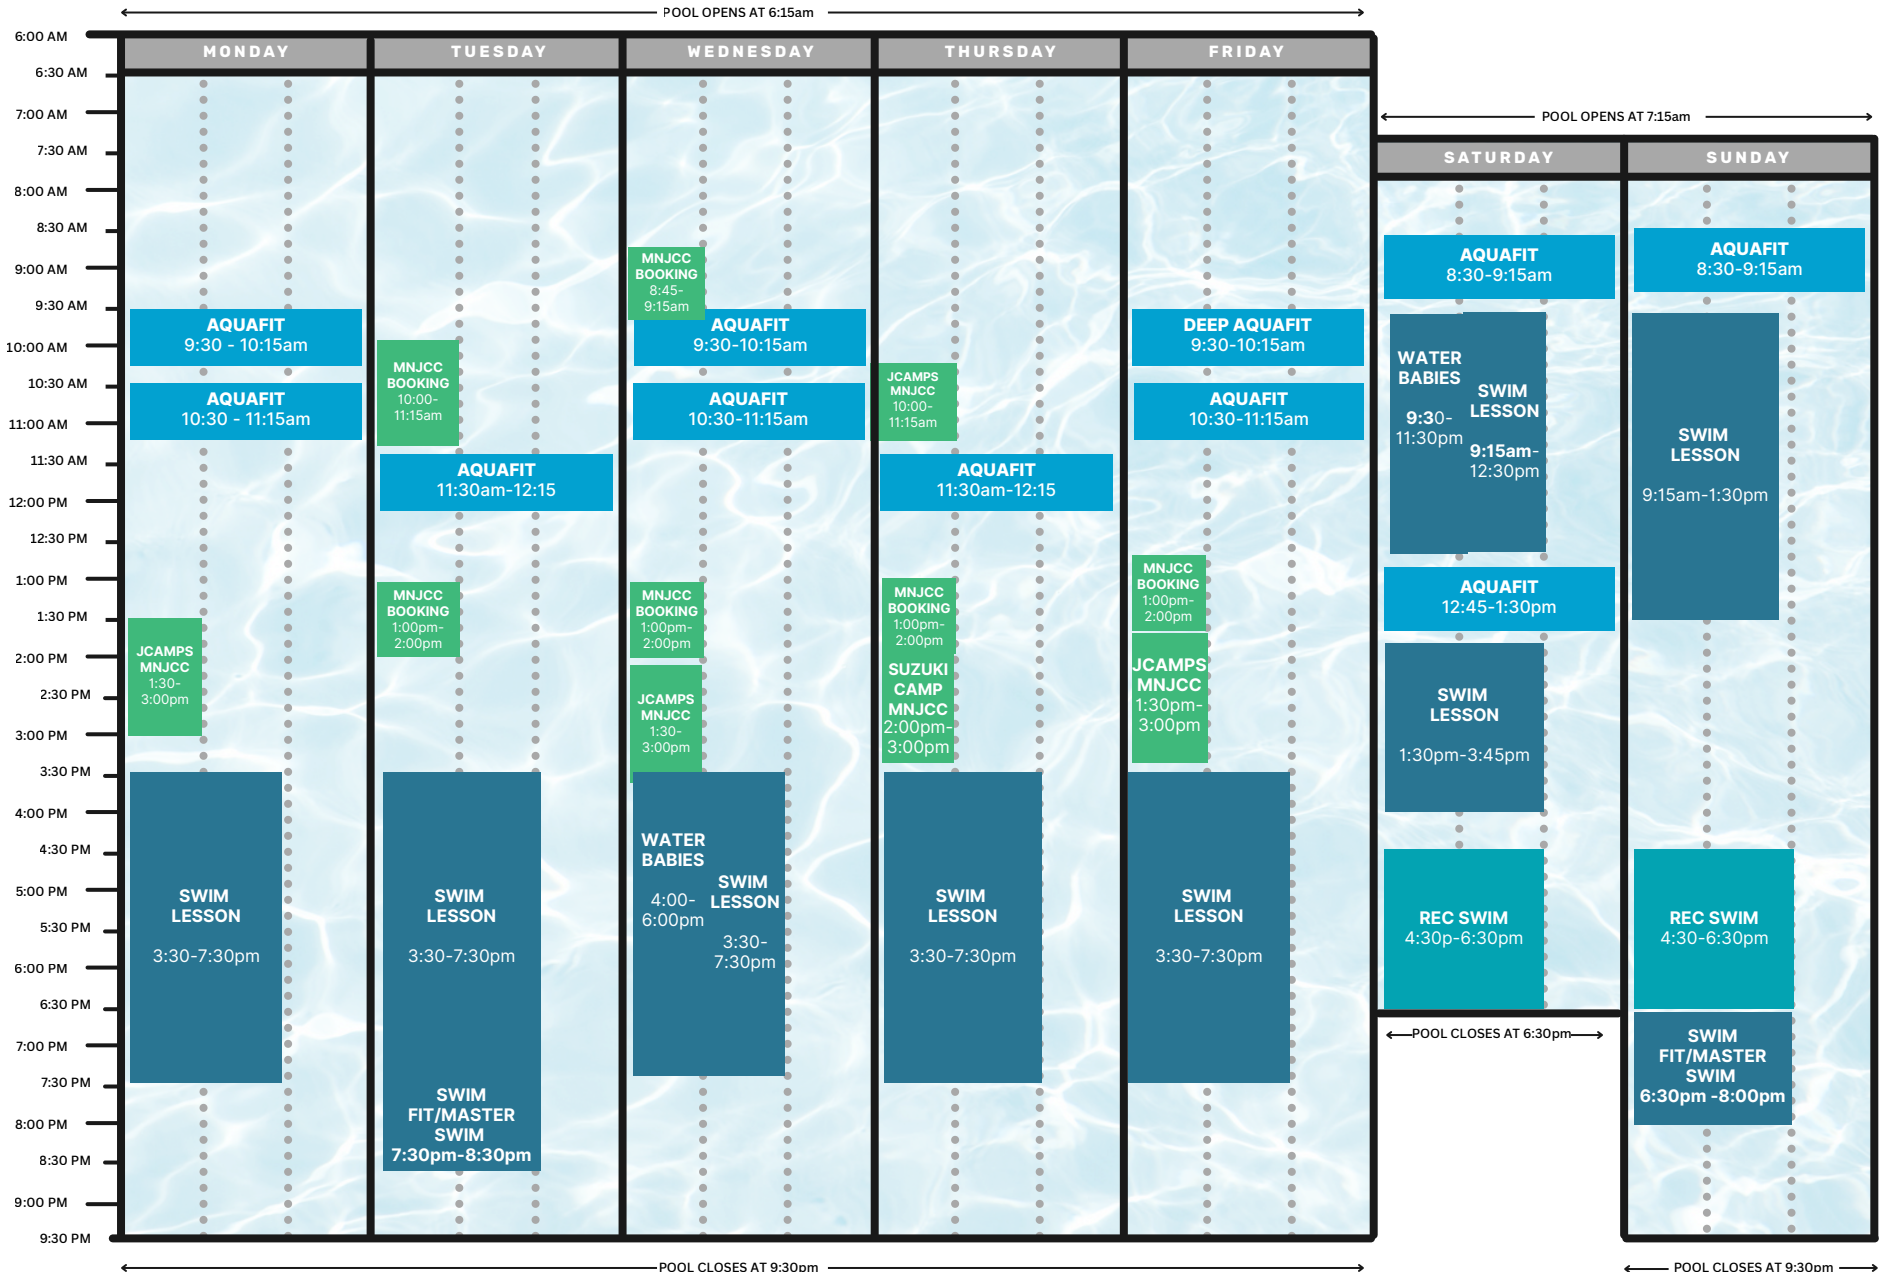 POOL OPENS AT 6:15am
6:00 AM
6:30 AM
7:00 AM
7:30 AM
8:00 AM
8:30 AM
9:00 AM
9:30 AM
10:00 AM
10:30 AM
11:00 AM
11:30 AM
12:00 PM
12:30 PM
1:00 PM
1:30 PM
2:00 PM
2:30 PM
3:00 PM
3:30 PM
4:00 PM
4:30 PM
5:00 PM
5:30 PM
6:00 PM
6:30 PM
7:00 PM
7:30 PM
8:00 PM
8:30 PM
9:00 PM
9:30 PM
MONDAY
AQUAFIT
9:30 - 10:15am
AQUAFIT
10:30 - 11:15am
JCAMPS
MNJCC
1:30-
3:00pm
SWIM
LESSON
3:30-7:30pm
TUESDAY
MNJCC
BOOKING
10:00-
11:15am
AQUAFIT
11:30am-12:15
MNJCC
BOOKING
1:00pm-
2:00pm
SWIM
LESSON
3:30-7:30pm
SWIM
FIT/MASTER
SWIM
7:30pm-8:30pm
WEDNESDAY
MNJCC
BOOKING
8:45-
9:15am
AQUAFIT
9:30-10:15am
AQUAFIT
10:30-11:15am
MNJCC
BOOKING
1:00pm-
2:00pm
JCAMPS
MNJCC
1:30-
3:00pm
WATER
BABIES
4:00-
6:00pm
SWIM
LESSON
3:30-
7:30pm
THURSDAY
JCAMPS
MNJCC
10:00-
11:15am
AQUAFIT
11:30am-12:15
MNJCC
BOOKING
1:00pm-
2:00pm
SUZUKI
CAMP
MNJCC
2:00pm-
3:00pm
SWIM
LESSON
3:30-7:30pm
FRIDAY
DEEP AQUAFIT
9:30-10:15am
AQUAFIT
10:30-11:15am
MNJCC
BOOKING
1:00pm-
2:00pm
JCAMPS
MNJCC
1:30pm-
3:00pm
SWIM
LESSON
3:30-7:30pm
POOL CLOSES AT 9:30pm
POOL OPENS AT 7:15am
SATURDAY
AQUAFIT
8:30-9:15am
WATER
BABIES
9:30-
11:30pm
SWIM
LESSON
9:15am-
12:30pm
AQUAFIT
12:45-1:30pm
SWIM
LESSON
1:30pm-3:45pm
REC SWIM
4:30p-6:30pm
POOL CLOSES AT 6:30pm
SUNDAY
AQUAFIT
8:30-9:15am
SWIM
LESSON
9:15am-1:30pm
REC SWIM
4:30-6:30pm
SWIM
FIT/MASTER
SWIM
6:30pm -8:00pm
POOL CLOSES AT 9:30pm